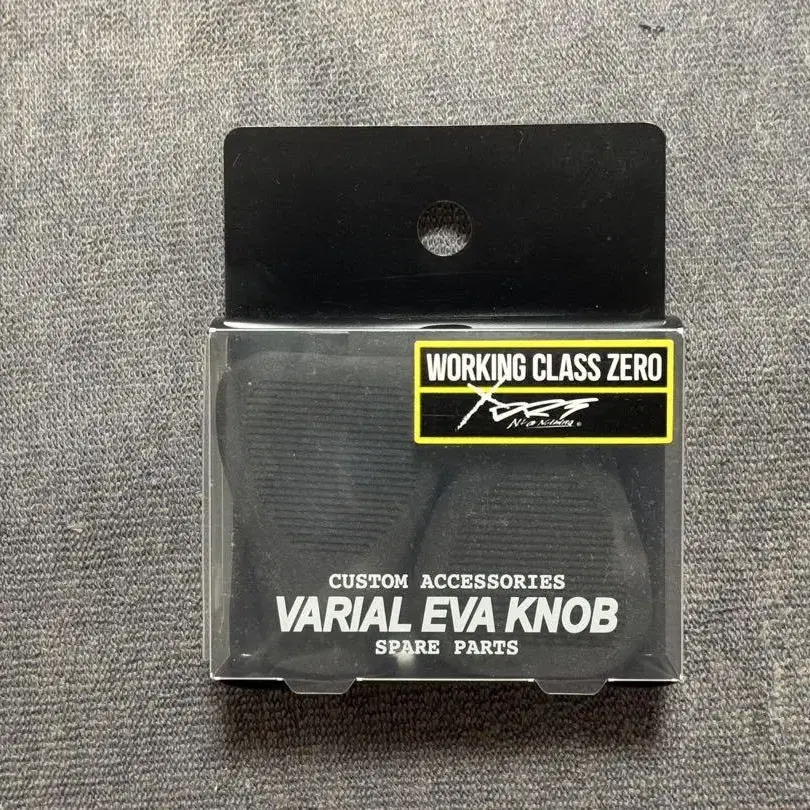 WORKING CLASS ZERO
CUSTOM ACCESSORIES
VARIAL EVA KNOB
SPARE PARTS